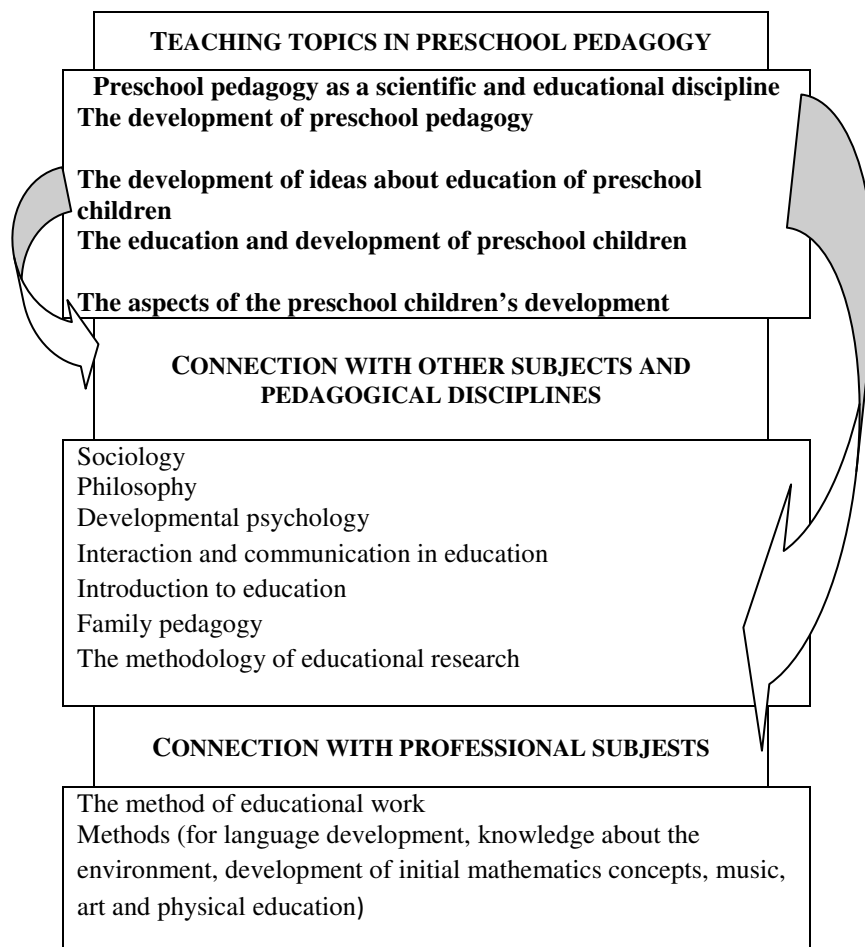 TEACHING TOPICS IN PRESCHOOL PEDAGOGY
Preschool pedagogy as a scientific and educational discipline
The development of preschool pedagogy
The development of ideas about education of preschool
children
The education and development of preschool children
The aspects of the preschool children’s development
CONNECTION WITH OTHER SUBJECTS AND
PEDAGOGICAL DISCIPLINES
Sociology
Philosophy
Developmental psychology
Interaction and communication in education
Introduction to education
Family pedagogy
The methodology of educational research
CONNECTION WITH PROFESSIONAL SUBJESTS
The method of educational work
Methods (for language development, knowledge about the
environment, development of initial mathematics concepts, music,
art and physical education)